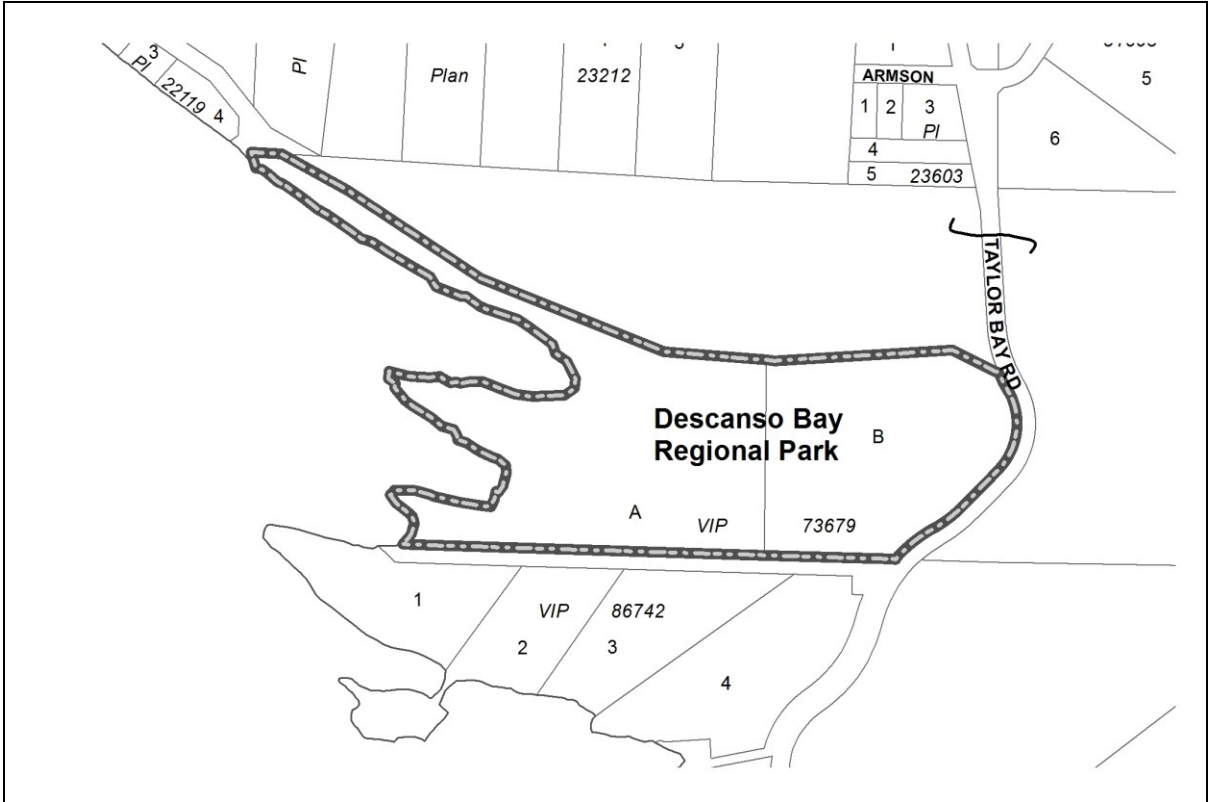 3
Pl
22119
4
Pl
Plan
23212
ARMSON
1 2 3
Pl
4
5 23603
5
6
TAYLOR BAY RD
Descanso Bay
Regional Park
B
A
VIP
73679
1
VIP
86742
2
3
4